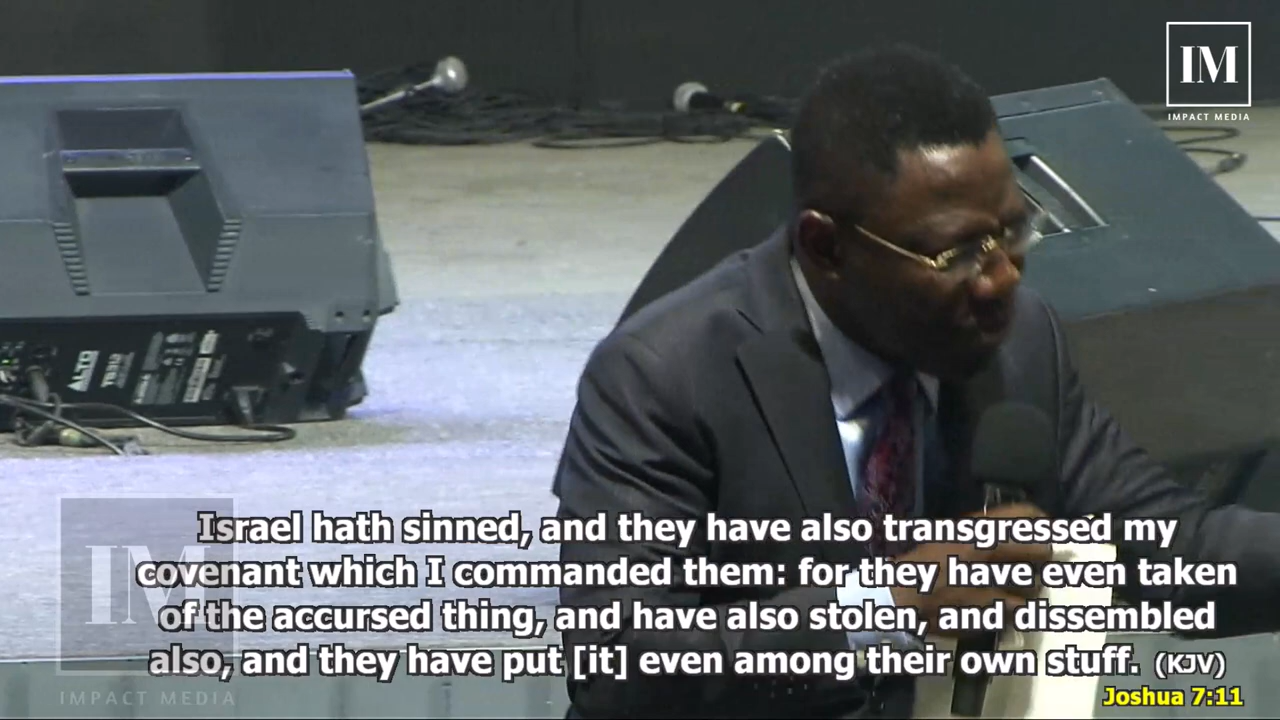 IM
IMPACT MEDIA
ALTO
Israel hath sinned, and they have also transgressed my
covenant which I commanded them: for they have even taken
of the accursed thing, and have also stolen, and dissembled
also, and they have put [it] even among their own stuff. (KJV)
Joshua 7:11
IM
IMPACT MEDIA